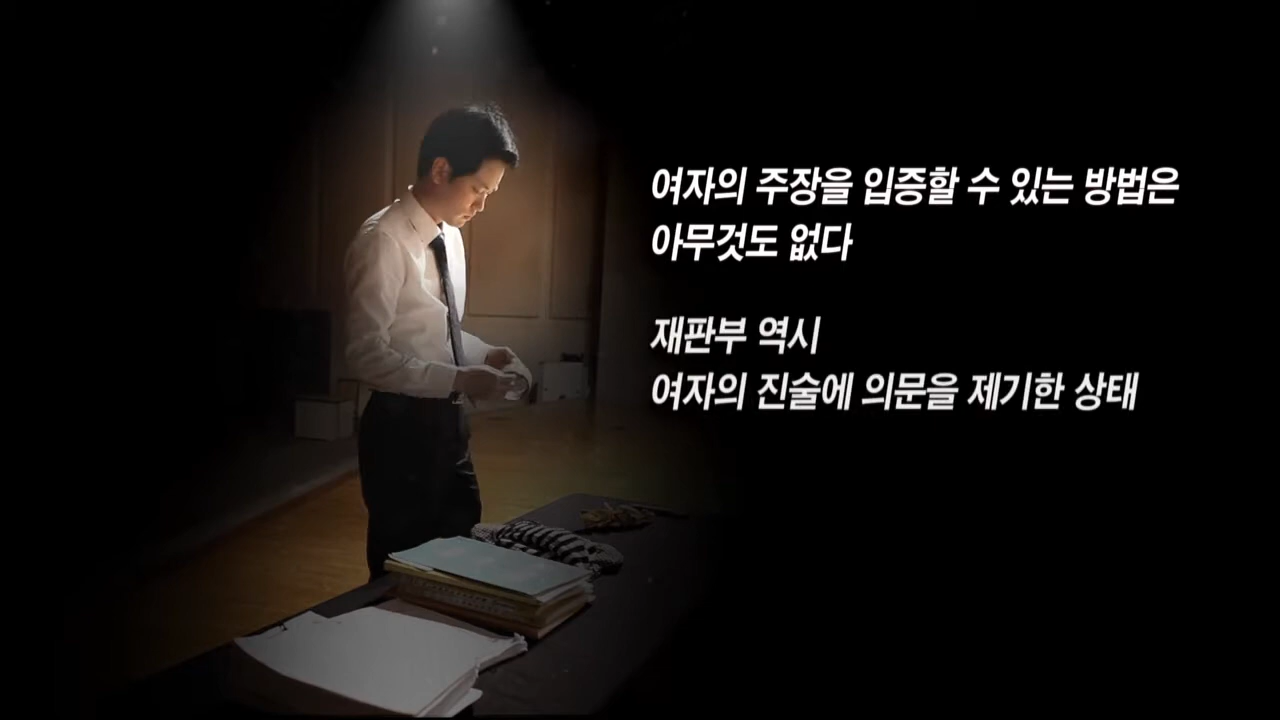 여자의 주장을 입증할 수 있는 방법은
아무것도 없다
재판부 역시
여자의 진술에 의문을 제기한 상태